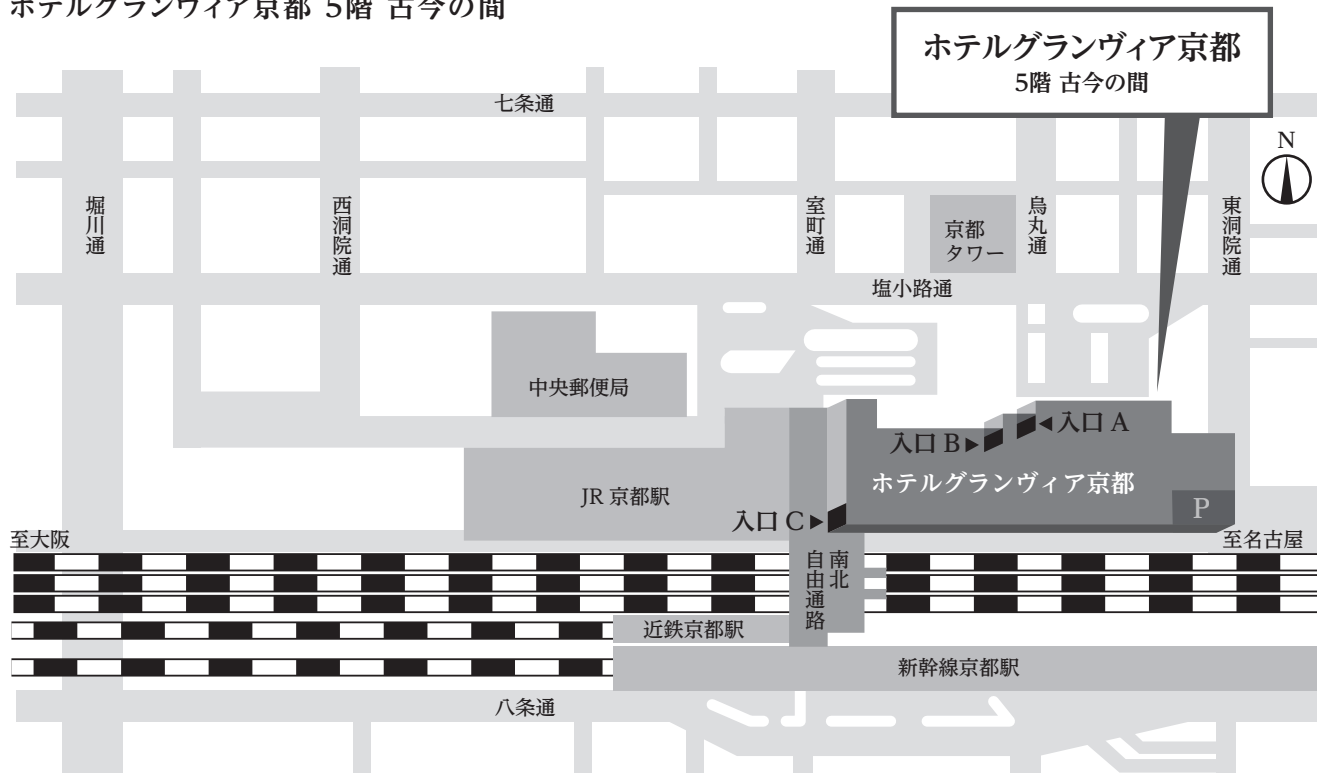 ホテルグランヴィア京都 5階 古今の間
ホテルグランヴィア京都
5階 古今の間
七条通
N
堀川通
西洞院通
室町通
京都
タワー
烏丸通
東洞院通
塩小路通
中央郵便局
入口 A
入口 B
ホテルグランヴィア京都
JR 京都駅
P
入口 C
至大阪
至名古屋
南北
自由通路
近鉄京都駅
新幹線京都駅
八条通